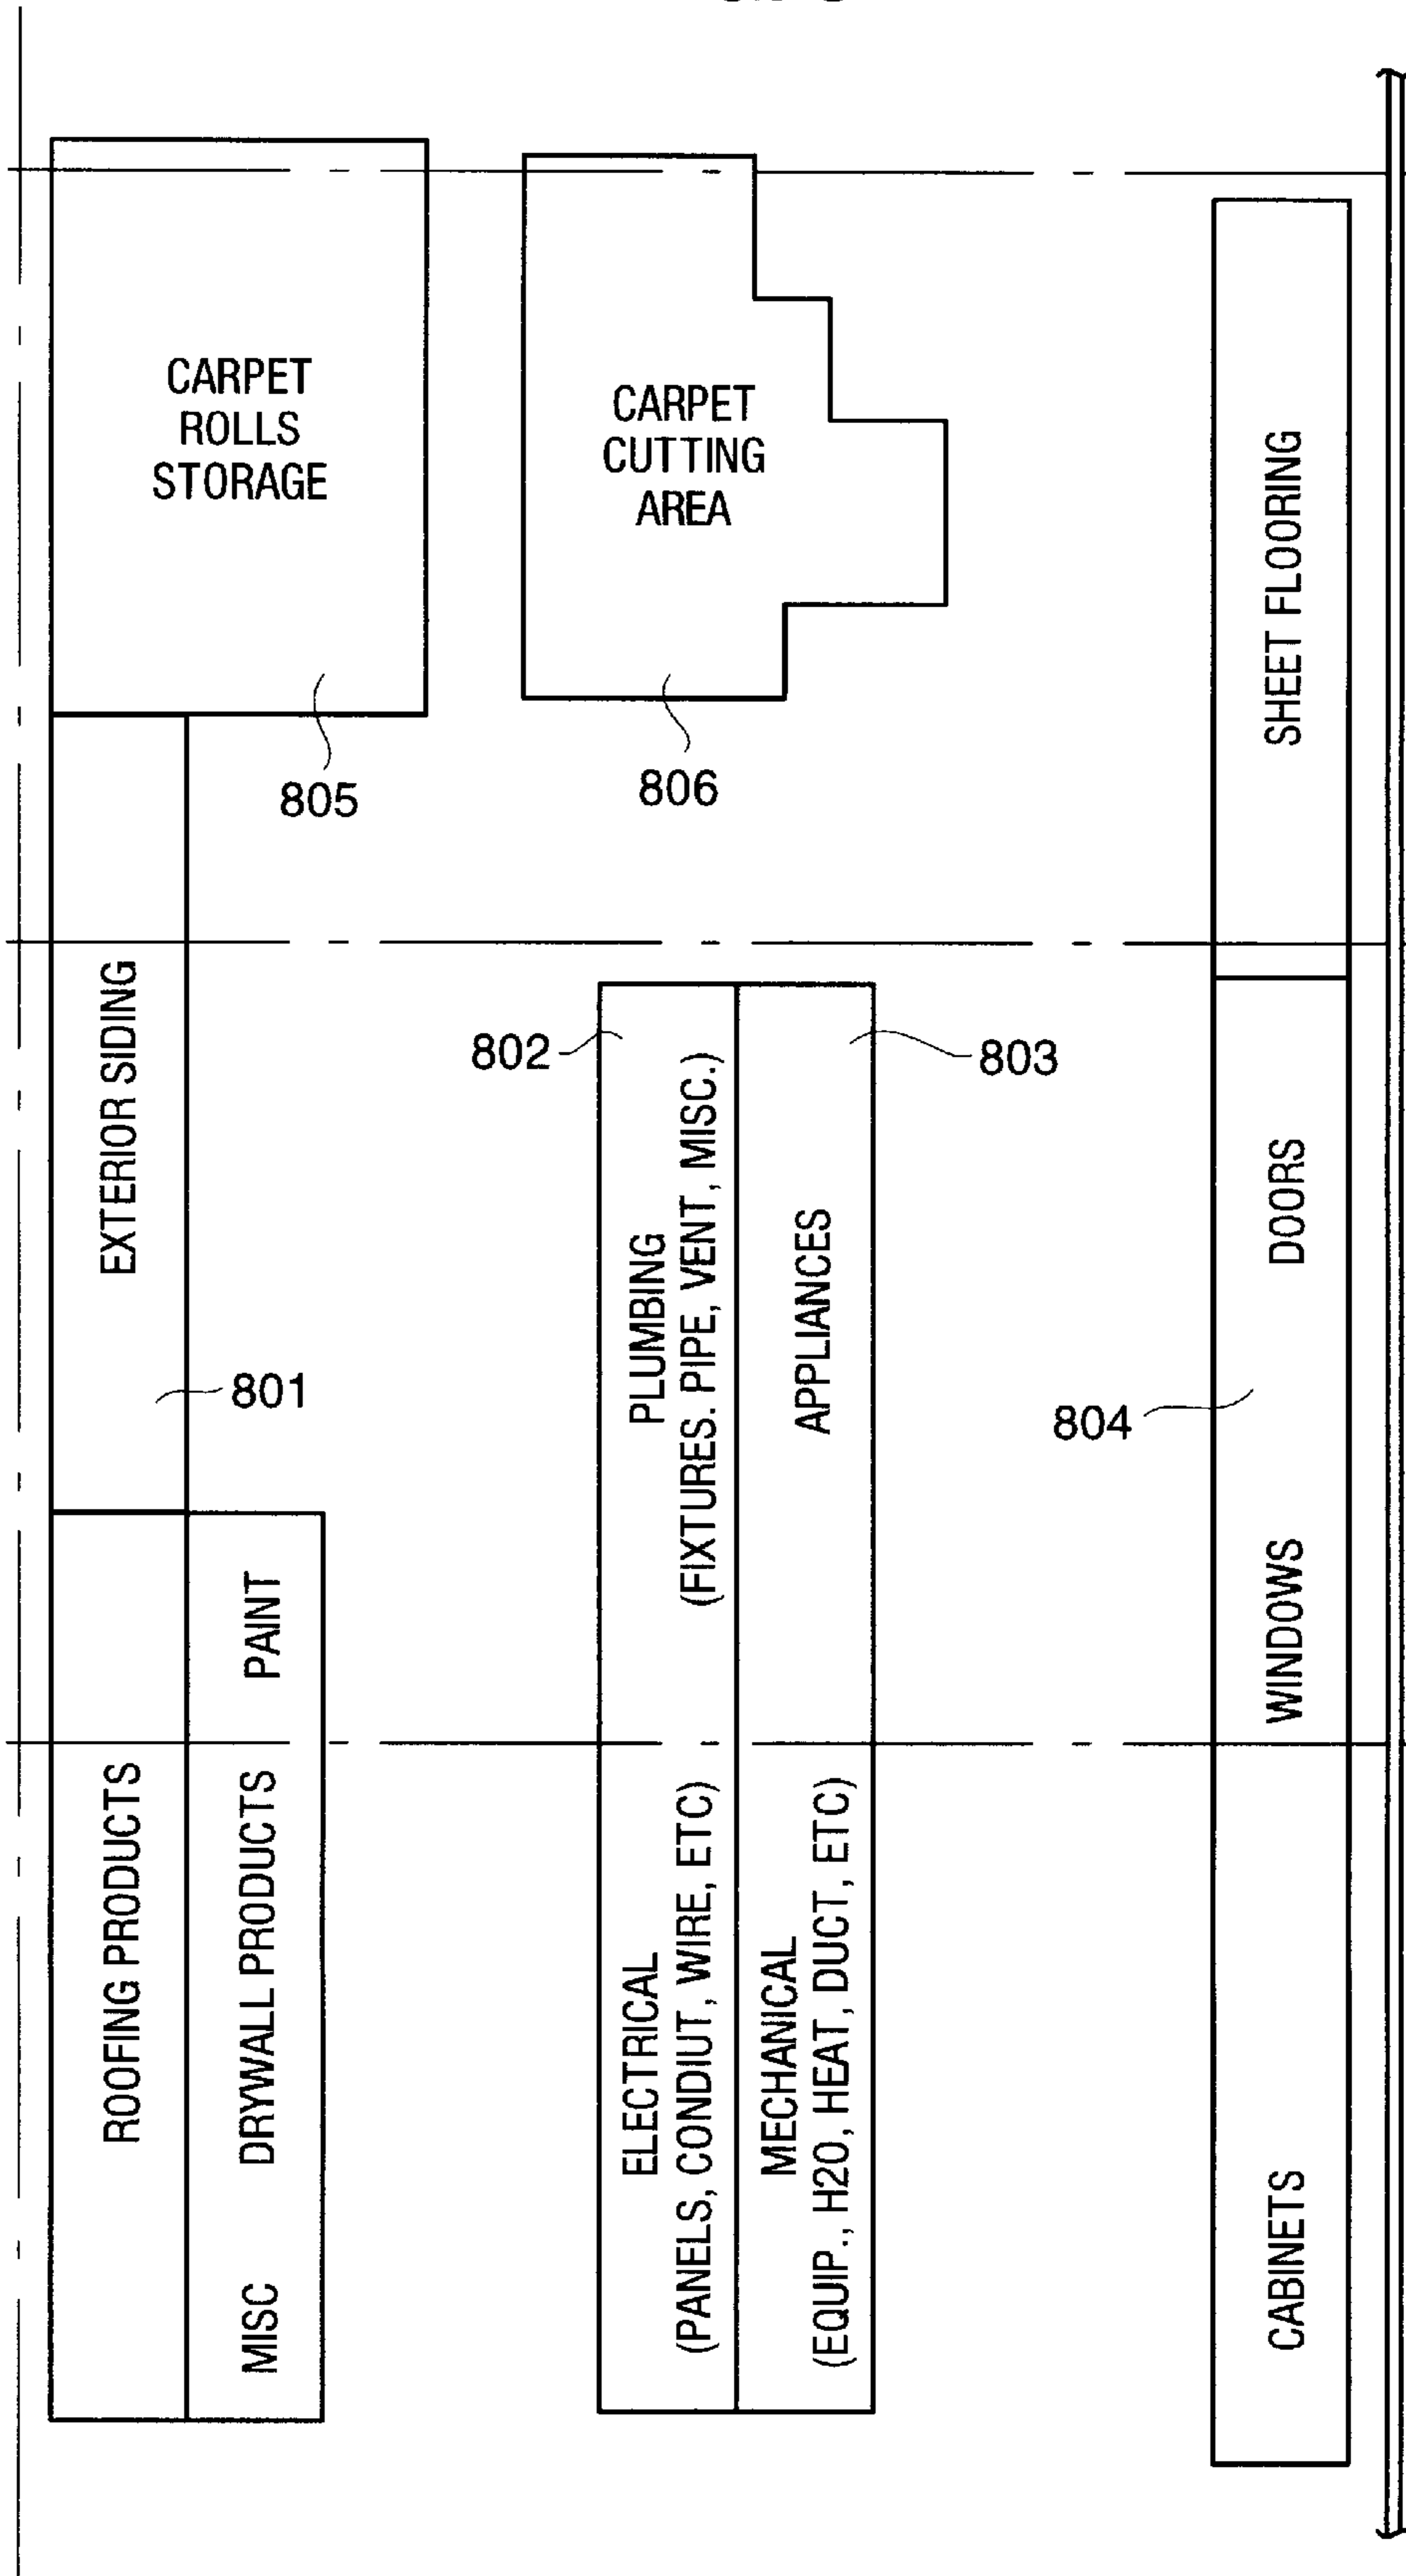 CARPET
ROLLS
STORAGE
CARPET
CUTTING
AREA
805
806
SHEET FLOORING
EXTERIOR SIDING
801
802
PLUMBING
(FIXTURES. PIPE, VENT, MISC.)
803
APPLIANCES
DOORS
804
WINDOWS
PAINT
ROOFING PRODUCTS
DRYWALL PRODUCTS
MISC
ELECTRICAL
(PANELS, CONDIUT, WIRE, ETC)
MECHANICAL
(EQUIP., H2O, HEAT, DUCT, ETC)
CABINETS